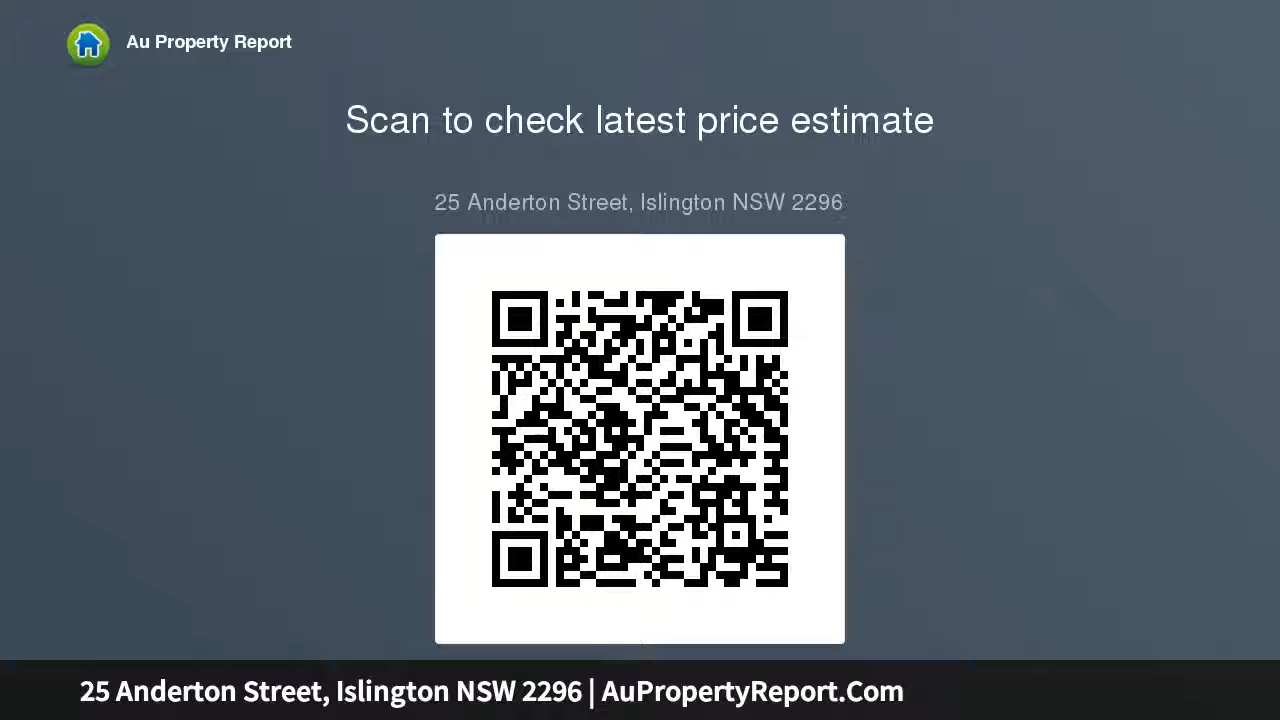 Au Property Report
Scan to check latest price estimate
25 Anderton Street, Islington NSW 2296
25 Anderton Street, Islington NSW 2296 | AuPropertyReport.Com